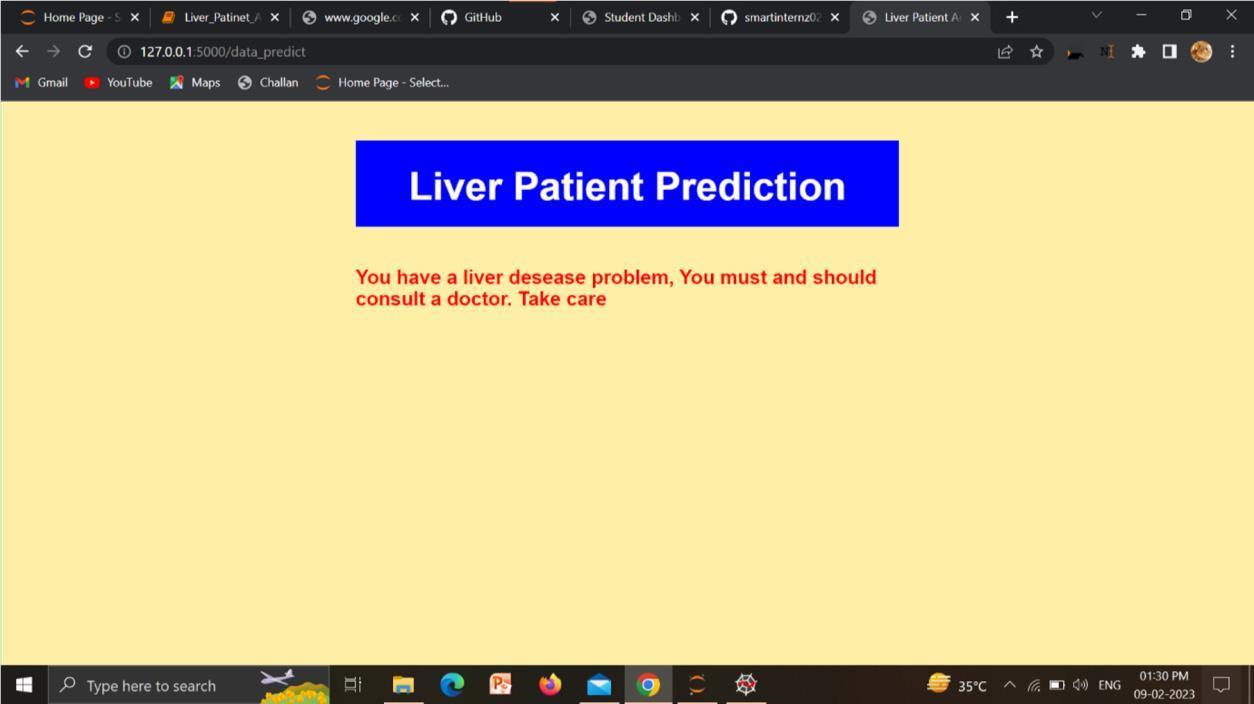 Home Page - S
Liver_Patinet_A
www.google.co
GitHub
Student Dashb
smartinternz02
Liver Patient A
127.0.0.1:5000/data_predict
Gmail
YouTube
Maps
Challan
Home Page - Select...
Liver Patient Prediction
You have a liver desease problem, You must and should
consult a doctor. Take care
Type here to search
35°C
ENG
01:30 PM
09-02-2023